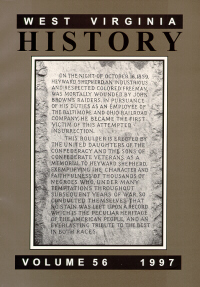 WEST VIRGINIA
HISTORY
ON THE NIGHT OF OCTOBER 16, 1859,
HEYWARD SHEPHERD, AN INDUSTRIOUS
AND RESPECTED COLORED FREEMAN,
WAS MORTALLY WOUNDED BY JOHN
BROWN'S RAIDERS. IN PURSUANCE
OF HIS DUTIES AS AN EMPLOYEE OF
THE BALTIMORE AND OHIO RAILROAD
COMPANY, HE BECAME THE FIRST
VICTIM OF THIS ATTEMPTED
INSURRECTION.
THIS BOULDER IS ERECTED BY
THE UNITED DAUGHTERS OF THE
CONFEDERACY AND THE SONS OF
CONFEDERATE VETERANS AS A
MEMORIAL TO HEYWARD SHEPHERD,
EXEMPLIFYING THE CHARACTER AND
FAITHFULNESS OF THOUSANDS OF
NEGROES WHO, UNDER MANY
TEMPTATIONS THROUGHOUT
SUBSEQUENT YEARS OF WAR, SO
CONDUCTED THEMSELVES THAT
NO STAIN WAS LEFT UPON A RECORD
WHICH IS THE PECULIAR HERITAGE
OF THE AMERICAN PEOPLE, AND AN
EVERLASTING TRIBUTE TO THE BEST
IN BOTH RACES.
VOLUME 56 1997